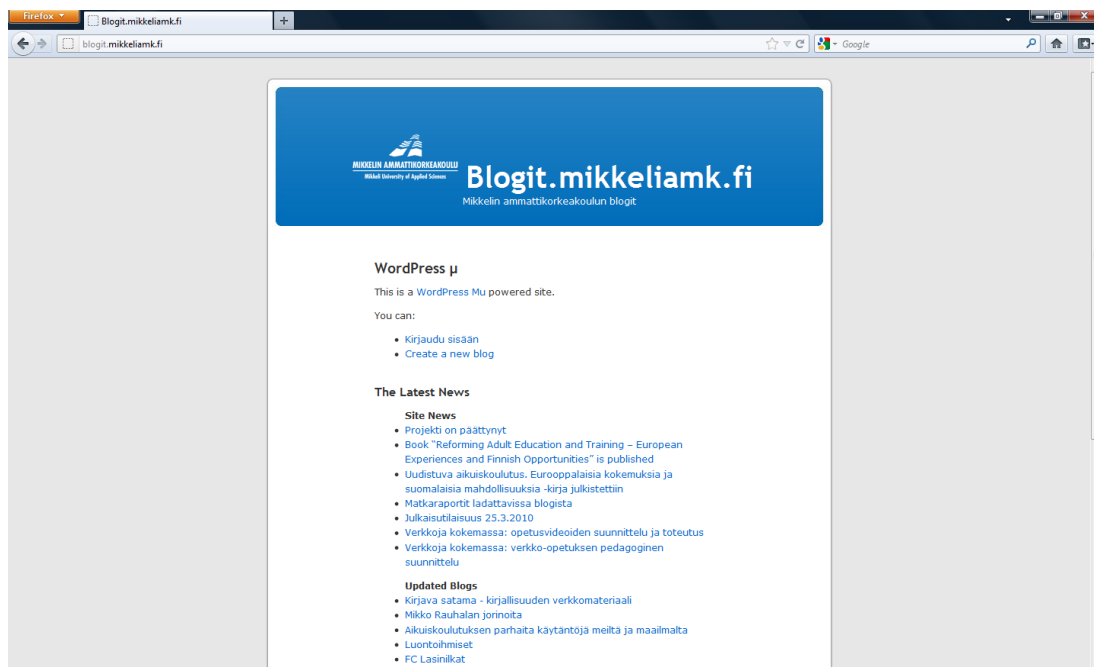 Firefox
Blogit.mikkeliamk.fi
blogit.mikkeliamk.fi
Google
MIKKELIN AMMATTIKORKEAKOULU
Mikkeli University of Applied Sciences
Blogit.mikkeliamk.fi
Mikkelin ammattikorkeakoulun blogit
WordPress µ
This is a WordPress Mu powered site.
You can:
Kirjaudu sisään
Create a new blog
The Latest News
Site News
Projekti on päättynyt
Book “Reforming Adult Education and Training – European
Experiences and Finnish Opportunities” is published
Uudistuva aikuiskoulutus. Eurooppalaisia kokemuksia ja
suomalaisia mahdollisuuksia -kirja julkistettiin
Matkaraportit ladattavissa blogista
Julkaisutilaisuus 25.3.2010
Verkkoja kokemassa: opetusvideoiden suunnittelu ja toteutus
Verkkoja kokemassa: verkko-opetuksen pedagoginen
suunnittelu
Updated Blogs
Kirjava satama - kirjallisuuden verkkomateriaali
Mikko Rauhalan jorinoita
Aikuiskoulutuksen parhaita käytäntöjä meiltä ja maailmalta
Luontoihmiset
FC Lasinilkat